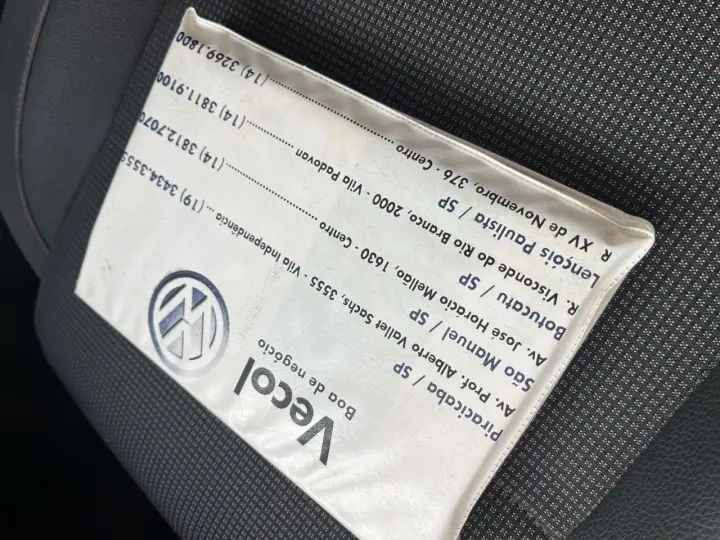 Vecol
Boa de negócio
Piracicaba / SP
Av. Prof. Alberto Vallet Sachs, 3555 - Vila Independência ... (19) 3434.3555
São Manuel / SP
Av. José Horácio Mellão, 1630 - Centro .................... (14) 3812.7070
Botucatu / SP
R. Visconde do Rio Branco, 2000 - Vila Padovan ............... (14) 3811.9100
Lençóis Paulista / SP
R XV de Novembro, 376 - Centro .................................. (14) 3269.1800